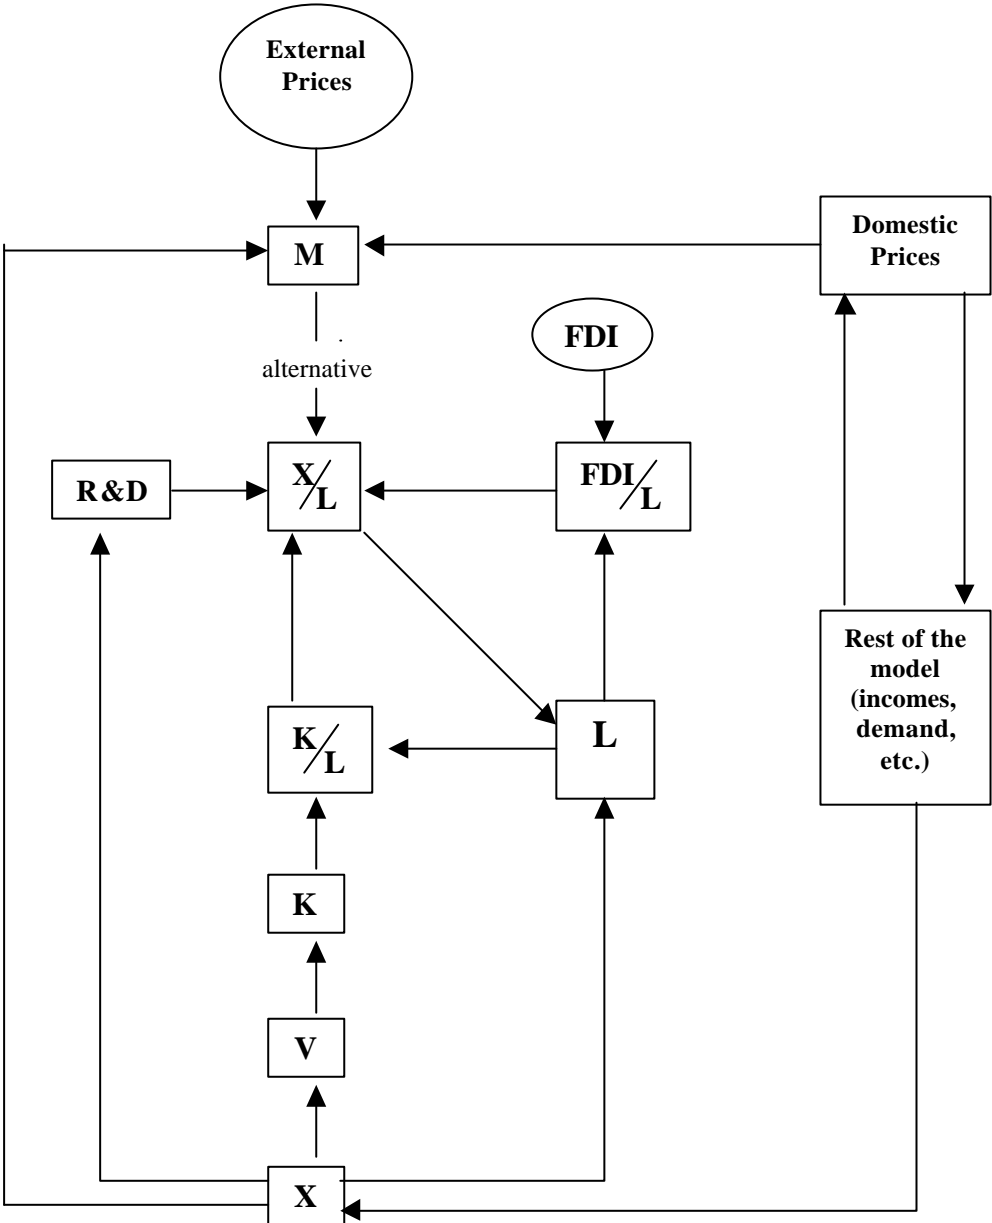 External
Prices
Domestic
Prices
M
FDI
alternative
X/L
FDI/L
R&D
Rest of the
model
(incomes,
demand,
etc.)
L
K/L
K
V
X